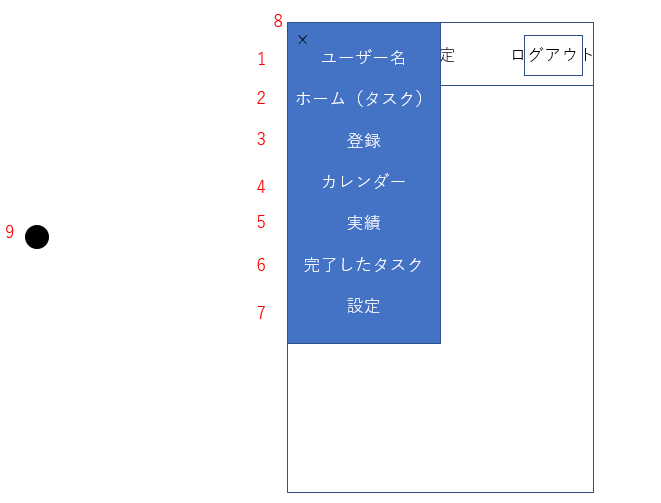 8
×
1 ユーザー名 定 ログアウト
2 ホーム（タスク）
3 登録
4 カレンダー
5 実績
9
6 完了したタスク
7 設定